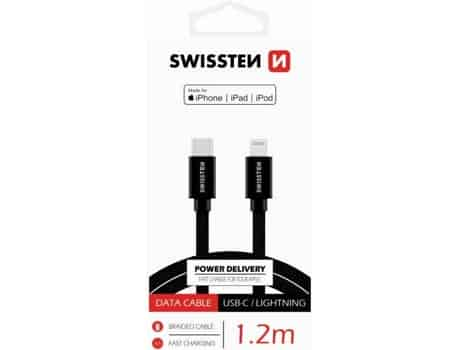 SWISSTEN N
Made for
iPhone | iPad | iPod
SWISSTEN
SWISSTEN
POWER DELIVERY
DATA CABLE USB-C / LIGHTNING
BRAIDED CABLE
FAST CHARGING
1.2m